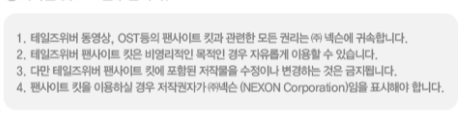 1. 테일즈위버 동영상, OST등의 팬사이트 킷과 관련한 모든 권리는 ㈜ 넥슨에 귀속합니다.
2. 테일즈위버 팬사이트 킷은 비영리적인 목적인 경우 자유롭게 이용할 수 있습니다.
3. 다만 테일즈위버 팬사이트 킷에 포함된 저작물을 수정이나 변경하는 것은 금지됩니다.
4. 팬사이트 킷을 이용하실 경우 저작권자가 ㈜넥슨 (NEXON Corporation)임을 표시해야 합니다.